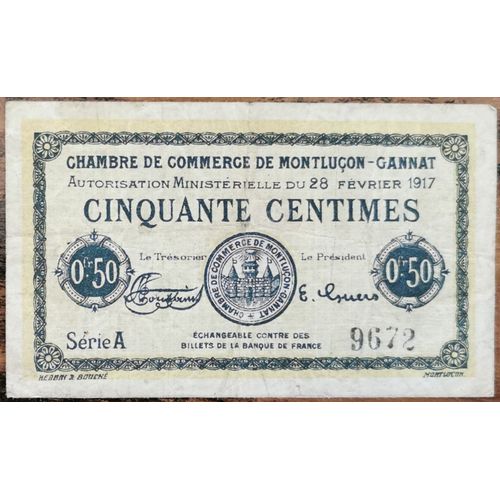 CHAMBRE DE COMMERCE DE MONTLUÇON-GANNAT
AUTORISATION MINISTÉRIELLE DU 28 FÉVRIER 1917
CINQUANTE CENTIMES
Le Trésorier
Le Président
0Fr50
CHAMBRE DE COMMERCE DE MONTLUÇON-GANNAT
0Fr50
Série A
ÉCHANGEABLE CONTRE DES
BILLETS DE LA BANQUE DE FRANCE
9672
MONTLUÇON